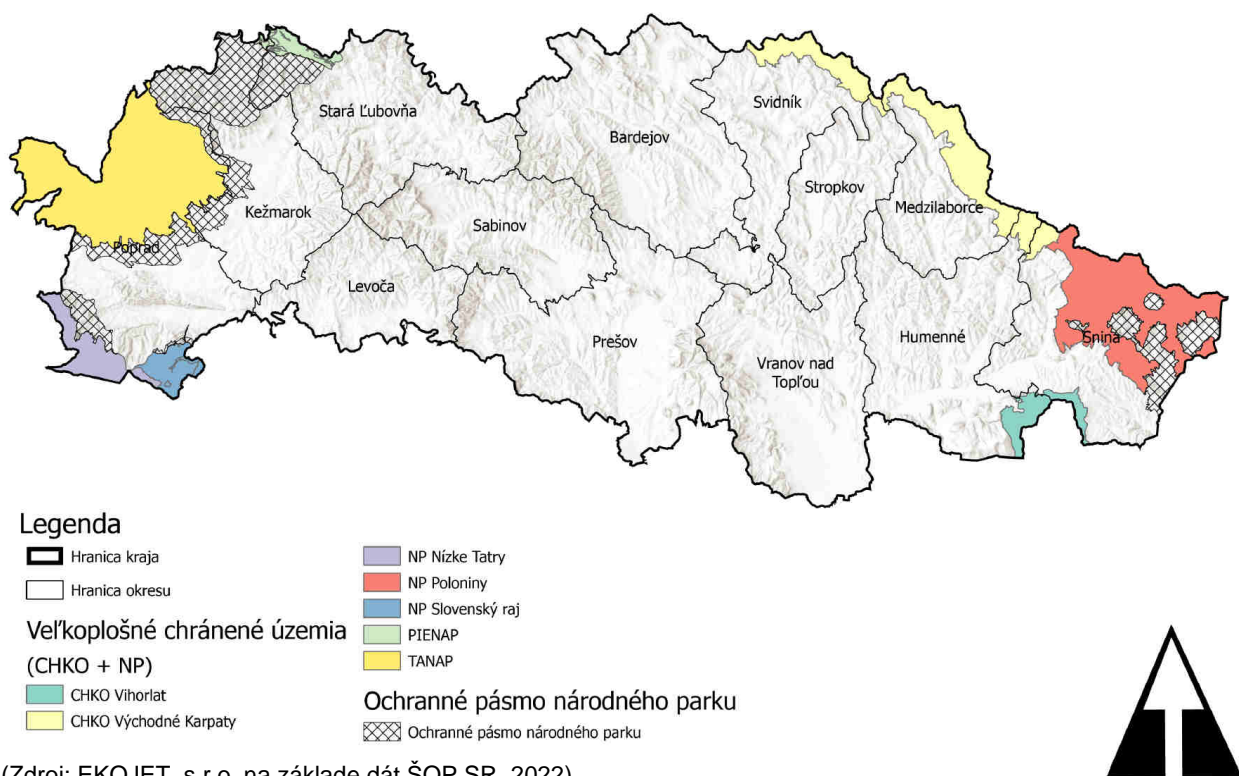 Svidník
Stará Ľubovňa
Bardejov
Stropkov
Medzilaborce
Kežmarok
Sabinov
Poprad
Levoča
Prešov
Humenné
Snina
Vranov nad
Topľou
Legenda
Hranica kraja
Hranica okresu
Veľkoplošné chránené územia
(CHKO + NP)
CHKO Vihorlat
CHKO Východné Karpaty
NP Nízke Tatry
NP Poloniny
NP Slovenský raj
PIENAP
TANAP
Ochranné pásmo národného parku
Ochranné pásmo národného parku
(Zdroj: EKOJET, s.r.o. na základe dát ŠOP SR, 2022)